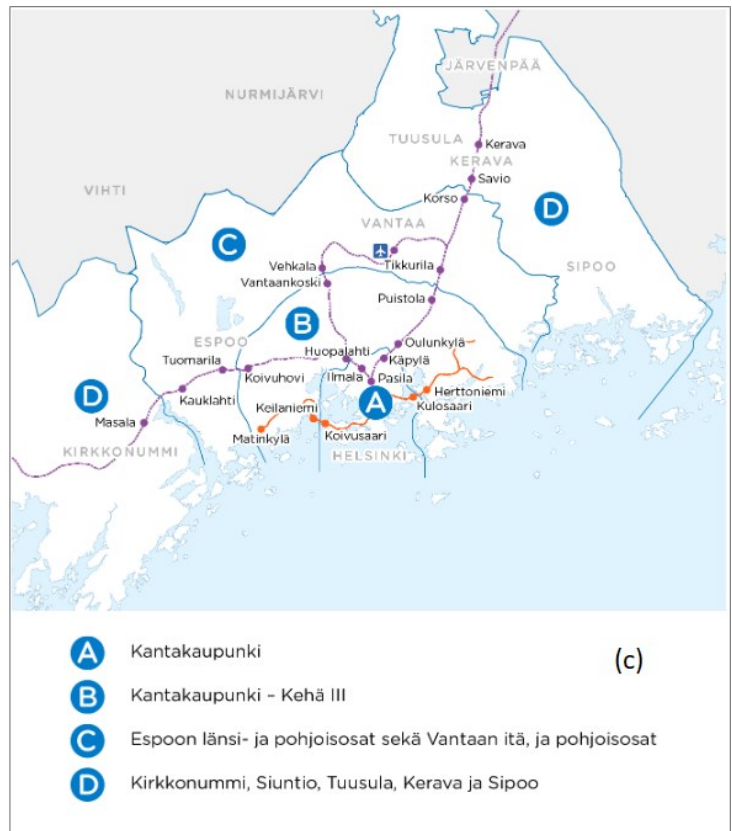 JÄRVENPÄÄ
NURMIJÄRVI
TUUSULA
Kerava
KERAVA
Savio
VIHTI
Korso
D
VANTAA
C
SIPOO
Vehkala
Tikkurila
Vantaankoski
Puistola
B
ESPOO
Oulunkylä
Huopalahti
Käpylä
Tuomarila
Koivuhovi
Ilmala
Pasila
D
Kauklahti
A
Herttoniemi
Keilaniemi
Kulosaari
Masala
Matinkylä
Koivusaari
KIRKKONUMMI
HELSINKI
A Kantakaupunki
(c)
B Kantakaupunki – Kehä III
C Espoon länsi- ja pohjoisosat sekä Vantaan itä, ja pohjoisosat
D Kirkkonummi, Siuntio, Tuusula, Kerava ja Sipoo